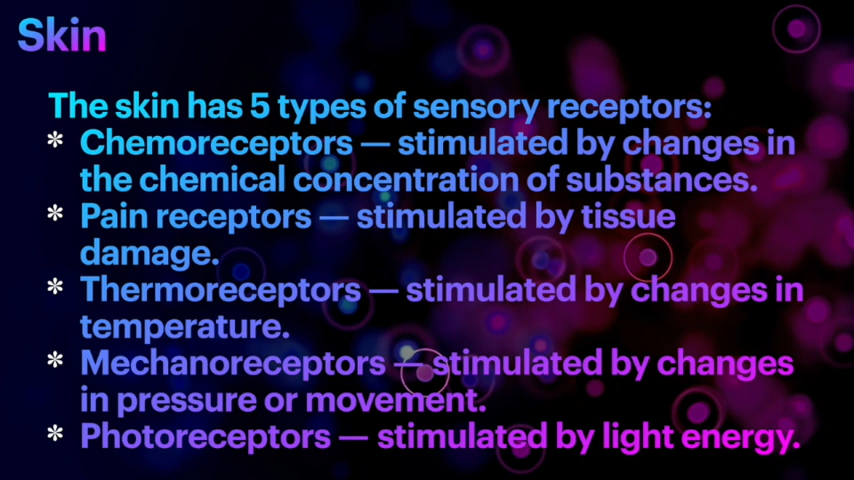 Skin
The skin has 5 types of sensory receptors:
* Chemoreceptors — stimulated by changes in
the chemical concentration of substances.
* Pain receptors — stimulated by tissue
damage.
* Thermoreceptors — stimulated by changes in
temperature.
* Mechanoreceptors — stimulated by changes
in pressure or movement.
* Photoreceptors — stimulated by light energy.